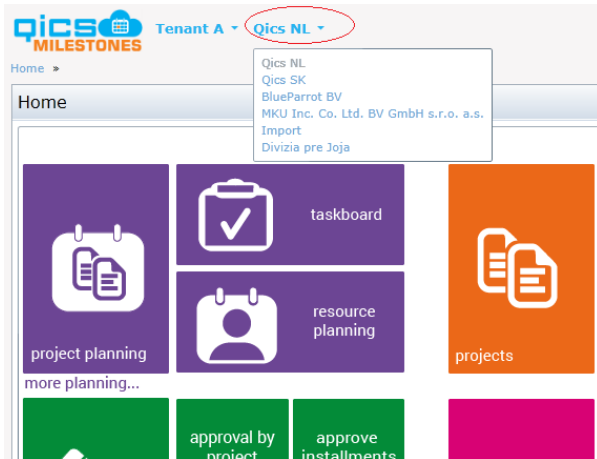 qics
MILESTONES
Tenant A
Qics NL
Home »
Qics NL
Qics SK
BlueParrot BV
MKU Inc. Co. Ltd. BV GmbH s.r.o. a.s.
Import
Divizia pre Joja
Home
taskboard
resource
planning
project planning
projects
more planning...
approval by
project
approve
installments